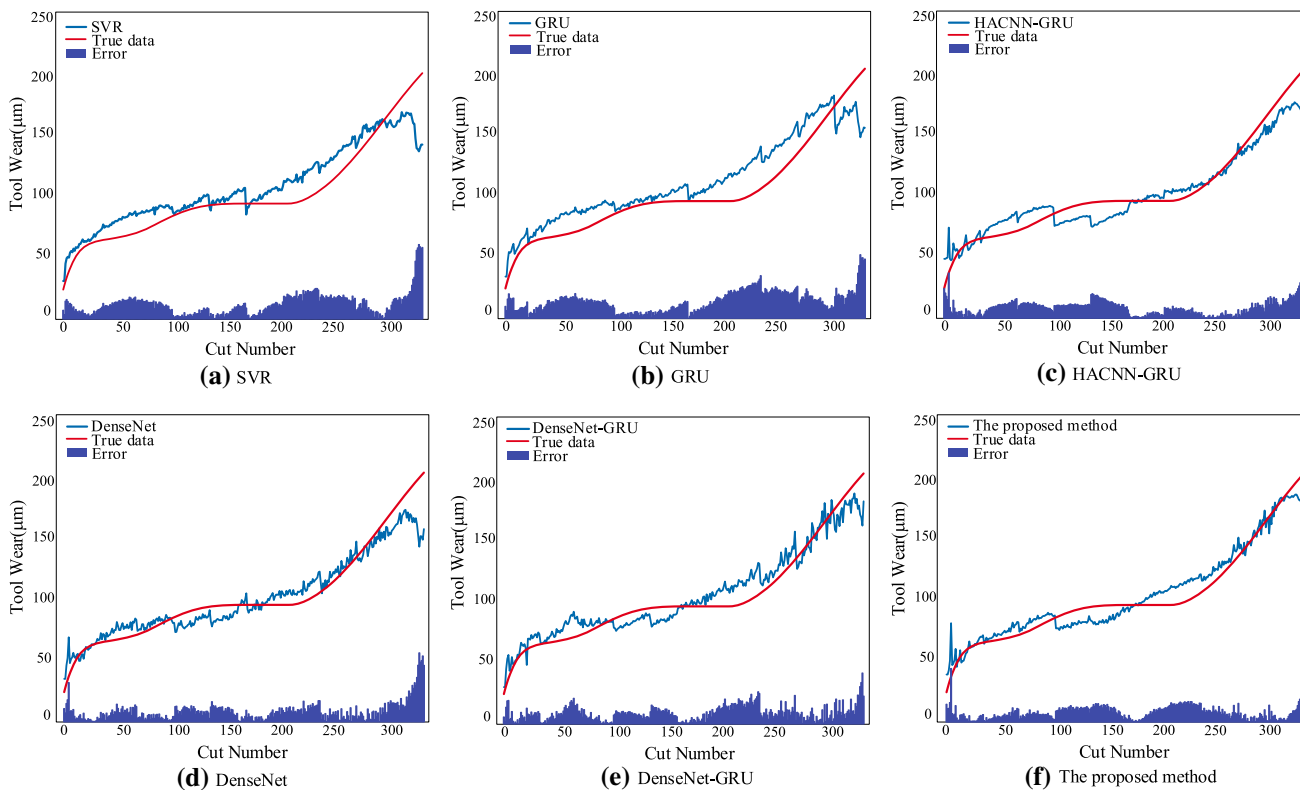 250
200
150
100
50
0
Tool Wear(μm)
SVR
True data
Error
0 50 100 150 200 250 300
Cut Number
(a) SVR
250
200
150
100
50
0
Tool Wear(μm)
GRU
True data
Error
0 50 100 150 200 250 300
Cut Number
(b) GRU
250
200
150
100
50
0
Tool Wear(μm)
HACNN-GRU
True data
Error
0 50 100 150 200 250 300
Cut Number
(c) HACNN-GRU
250
200
150
100
50
0
Tool Wear(μm)
DenseNet
True data
Error
0 50 100 150 200 250 300
Cut Number
(d) DenseNet
250
200
150
100
50
0
Tool Wear(μm)
DenseNet-GRU
True data
Error
0 50 100 150 200 250 300
Cut Number
(e) DenseNet-GRU
250
200
150
100
50
0
Tool Wear(μm)
The proposed method
True data
Error
0 50 100 150 200 250 300
Cut Number
(f) The proposed method